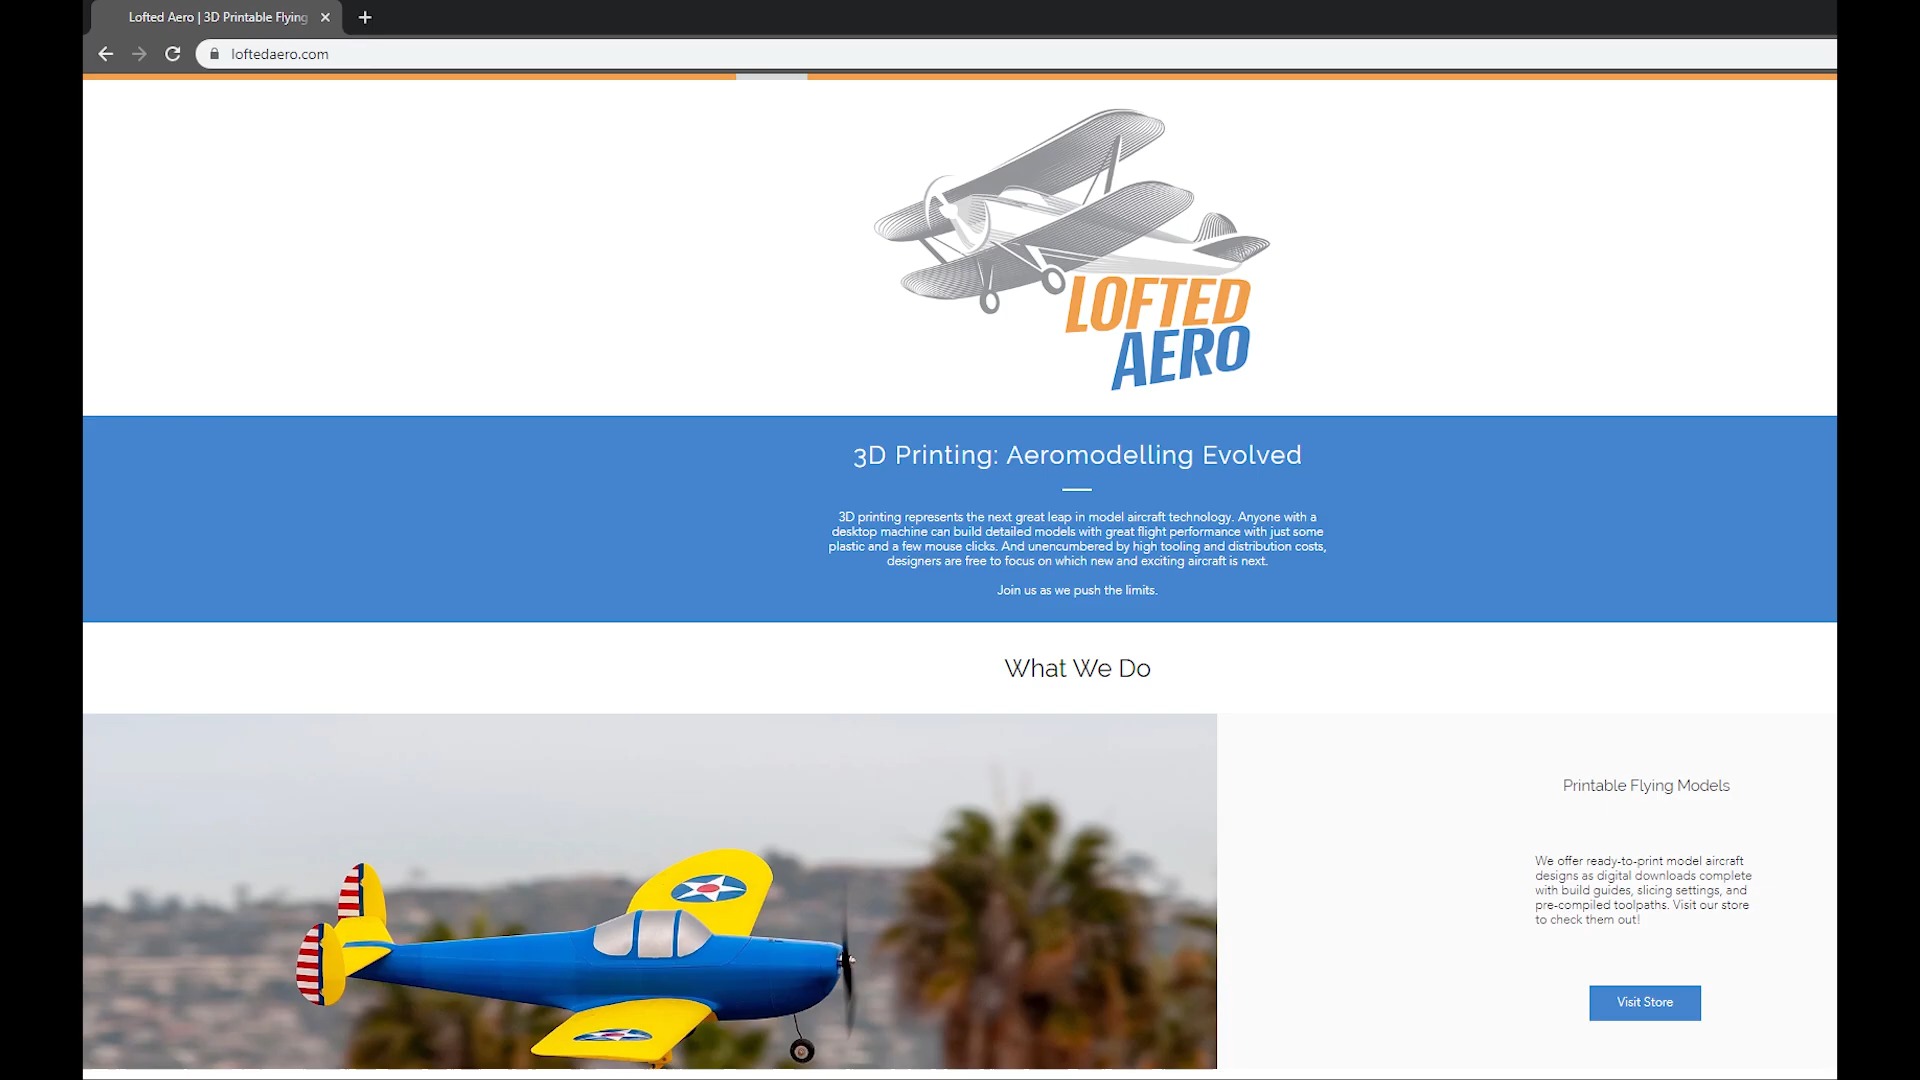 Lofted Aero | 3D Printable Flying
loftedaero.com
LOFTED
AERO
3D Printing: Aeromodelling Evolved
3D printing represents the next great leap in model aircraft technology. Anyone with a
desktop machine can build detailed models with great flight performance with just some
plastic and a few mouse clicks. And unencumbered by high tooling and distribution costs,
designers are free to focus on which new and exciting aircraft is next.
Join us as we push the limits.
What We Do
Printable Flying Models
We offer ready-to-print model aircraft
designs as digital downloads complete
with build guides, slicing settings, and
pre-compiled toolpaths. Visit our store
to check them out!
Visit Store